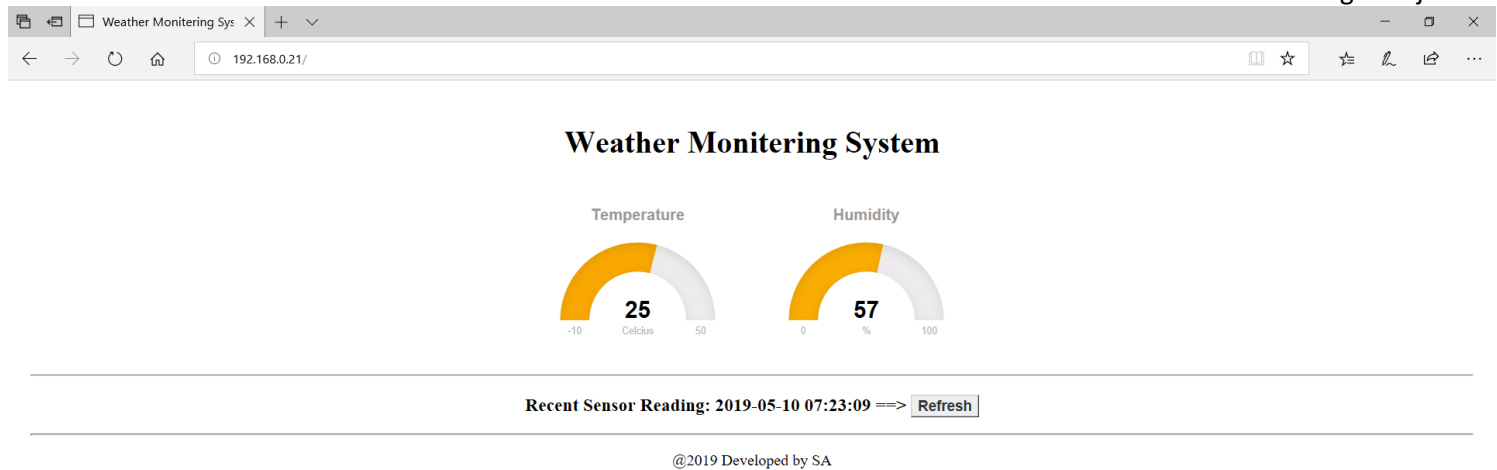 Weather Monitering Sys
192.168.0.21/
Weather Monitering System
Temperature Humidity
25 57
-10 Celcius 50 0 % 100
Recent Sensor Reading: 2019-05-10 07:23:09 ==> Refresh
@2019 Developed by SA